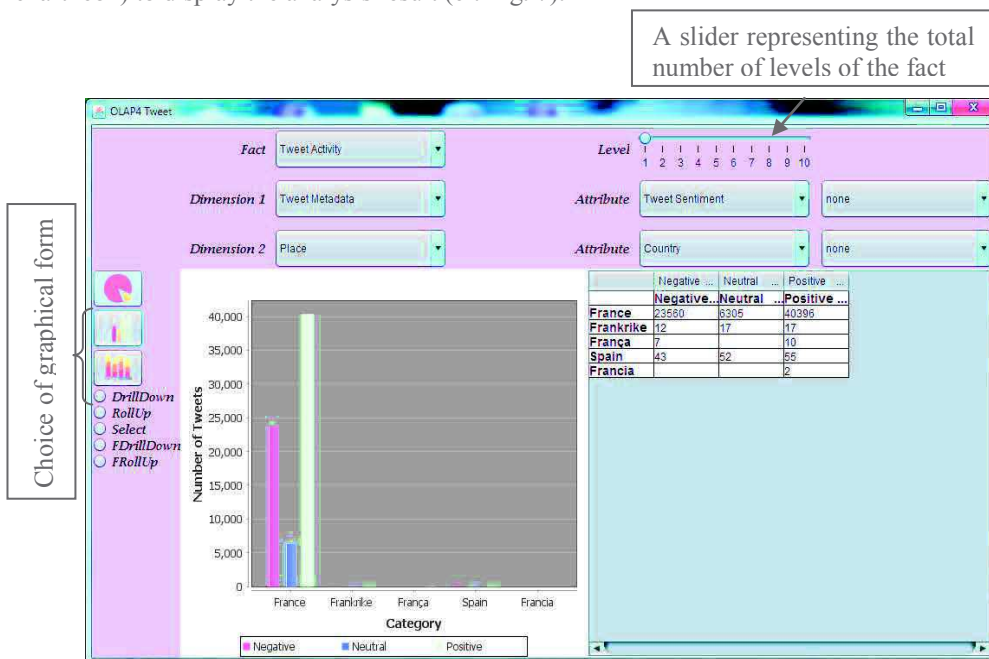 A slider representing the total
number of levels of the fact
OLAP4 Tweet
Fact Tweet Activity Level 1 2 3 4 5 6 7 8 9 10
Dimension 1 Tweet Metadata Attribute Tweet Sentiment none
Dimension 2 Place Attribute Country none
Choice of graphical form
DrillDown
RollUp
Select
FDrillDown
FRollUp
Number of Tweets
40,000
35,000
30,000
25,000
20,000
15,000
10,000
5,000
0
France Frankrike França Spain Francia
Category
Negative Neutral Positive
Negative ... Neutral ... Positive ...
Negative... Neutral ... Positive ...
France 23560 6305 40396
Frankrike 12 17 17
França 7 10
Spain 43 52 55
Francia 2